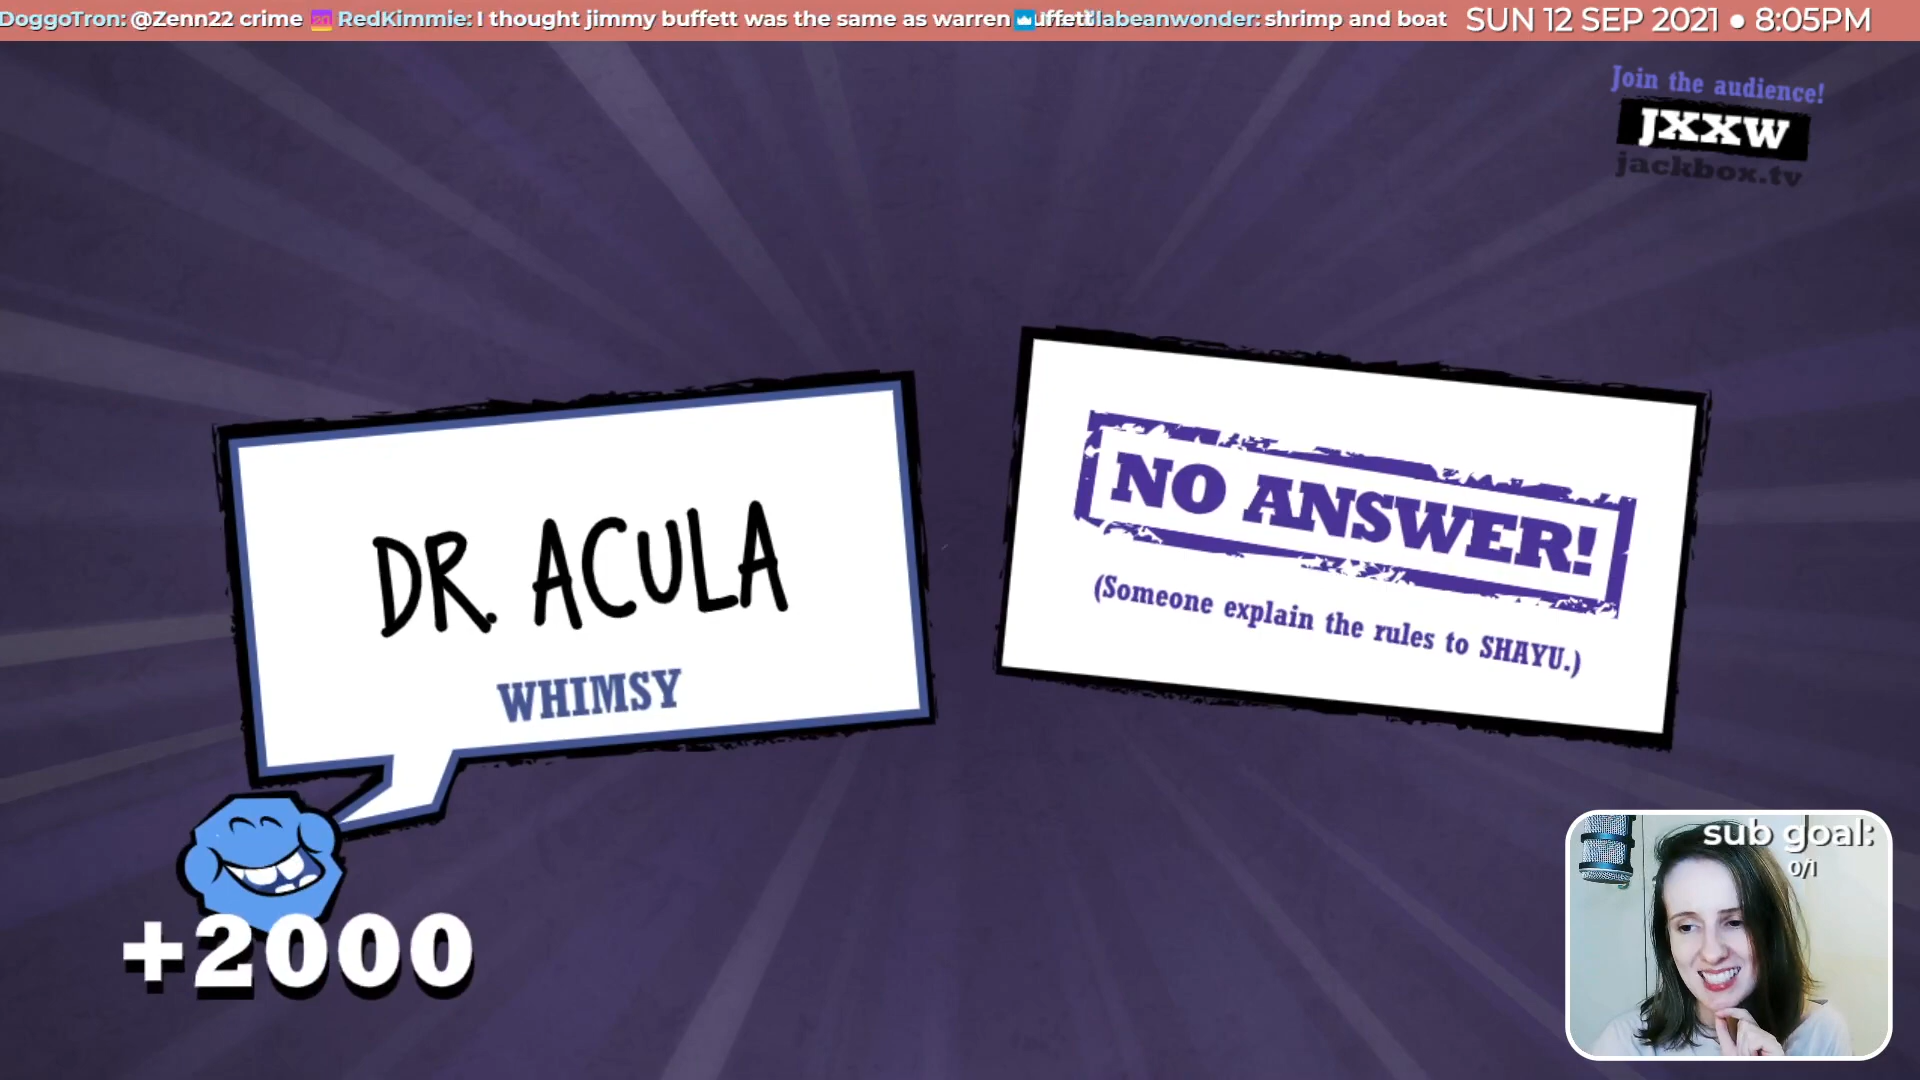 DoggoTron: @Zenn22 crime RedKimmie: I thought jimmy buffett was the same as warren labeanwonder: shrimp and boat SUN 12 SEP 2021 ● 8:05PM
Join the audience!
JXXW
jackbox.tv
DR. ACULA
WHIMSY
NO ANSWER!
(Someone explain the rules to SHAYU.)
+2000
sub goal:
0/1